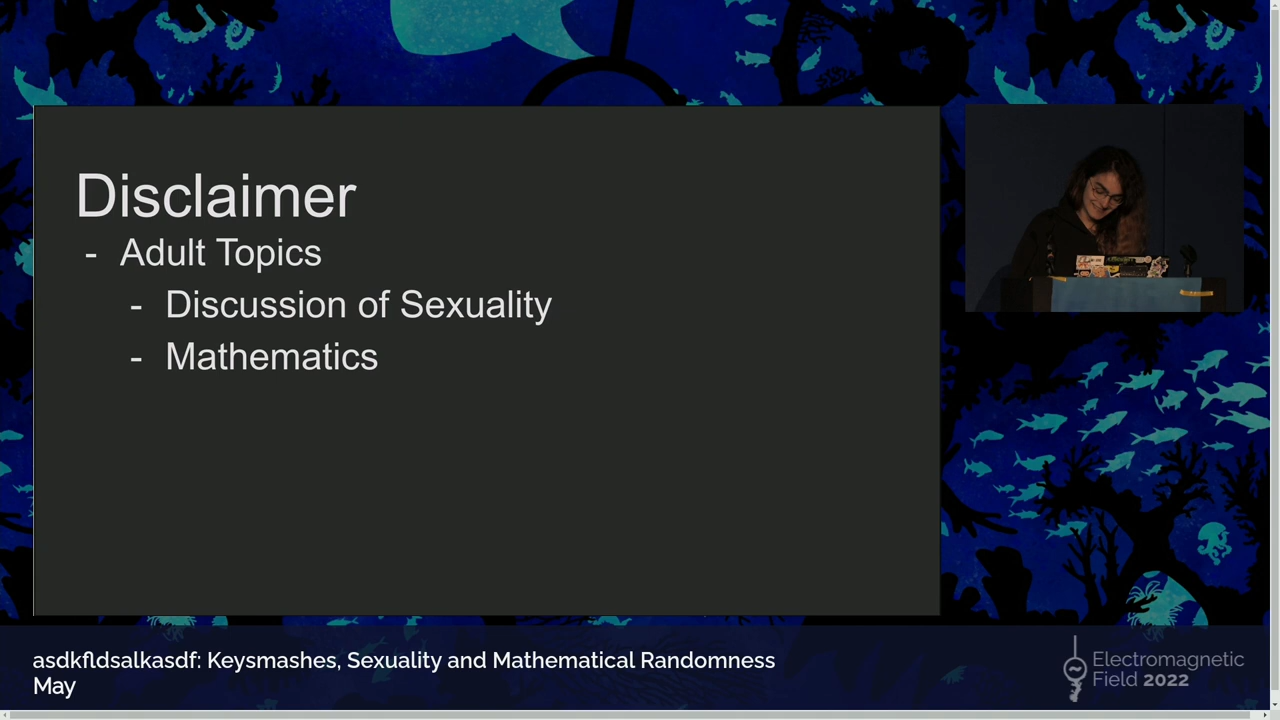 Disclaimer
- Adult Topics
- Discussion of Sexuality
- Mathematics
asdkfldsalkasdf: Keysmashes, Sexuality and Mathematical Randomness
May
Electromagnetic
Field 2022